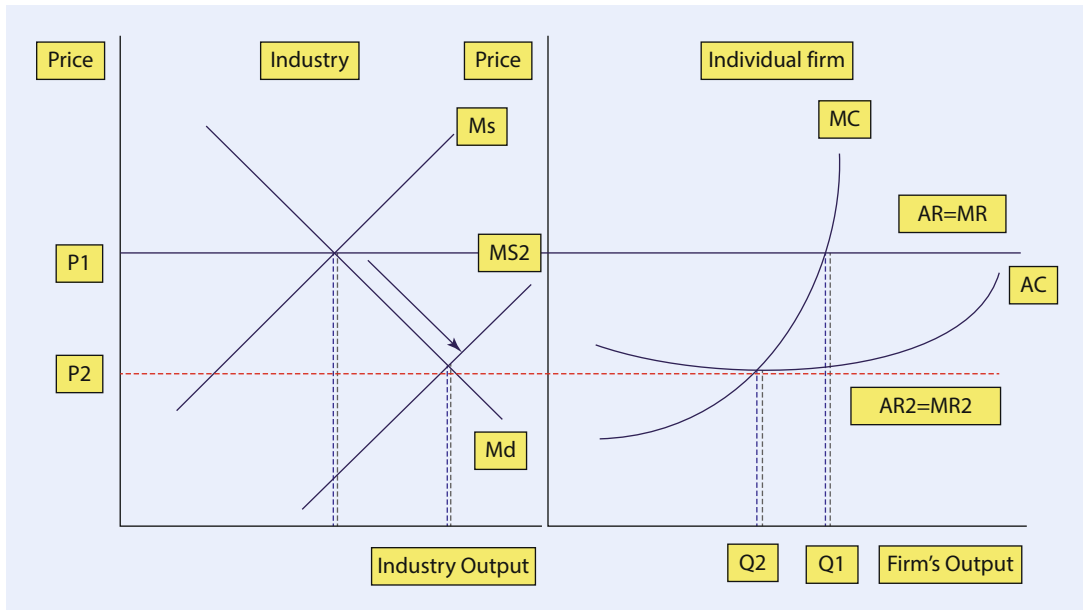 Price
Industry
Price
Individual firm
Ms
MC
AR=MR
P1
MS2
AC
P2
AR2=MR2
Md
Industry Output
Q2
Q1
Firm's Output